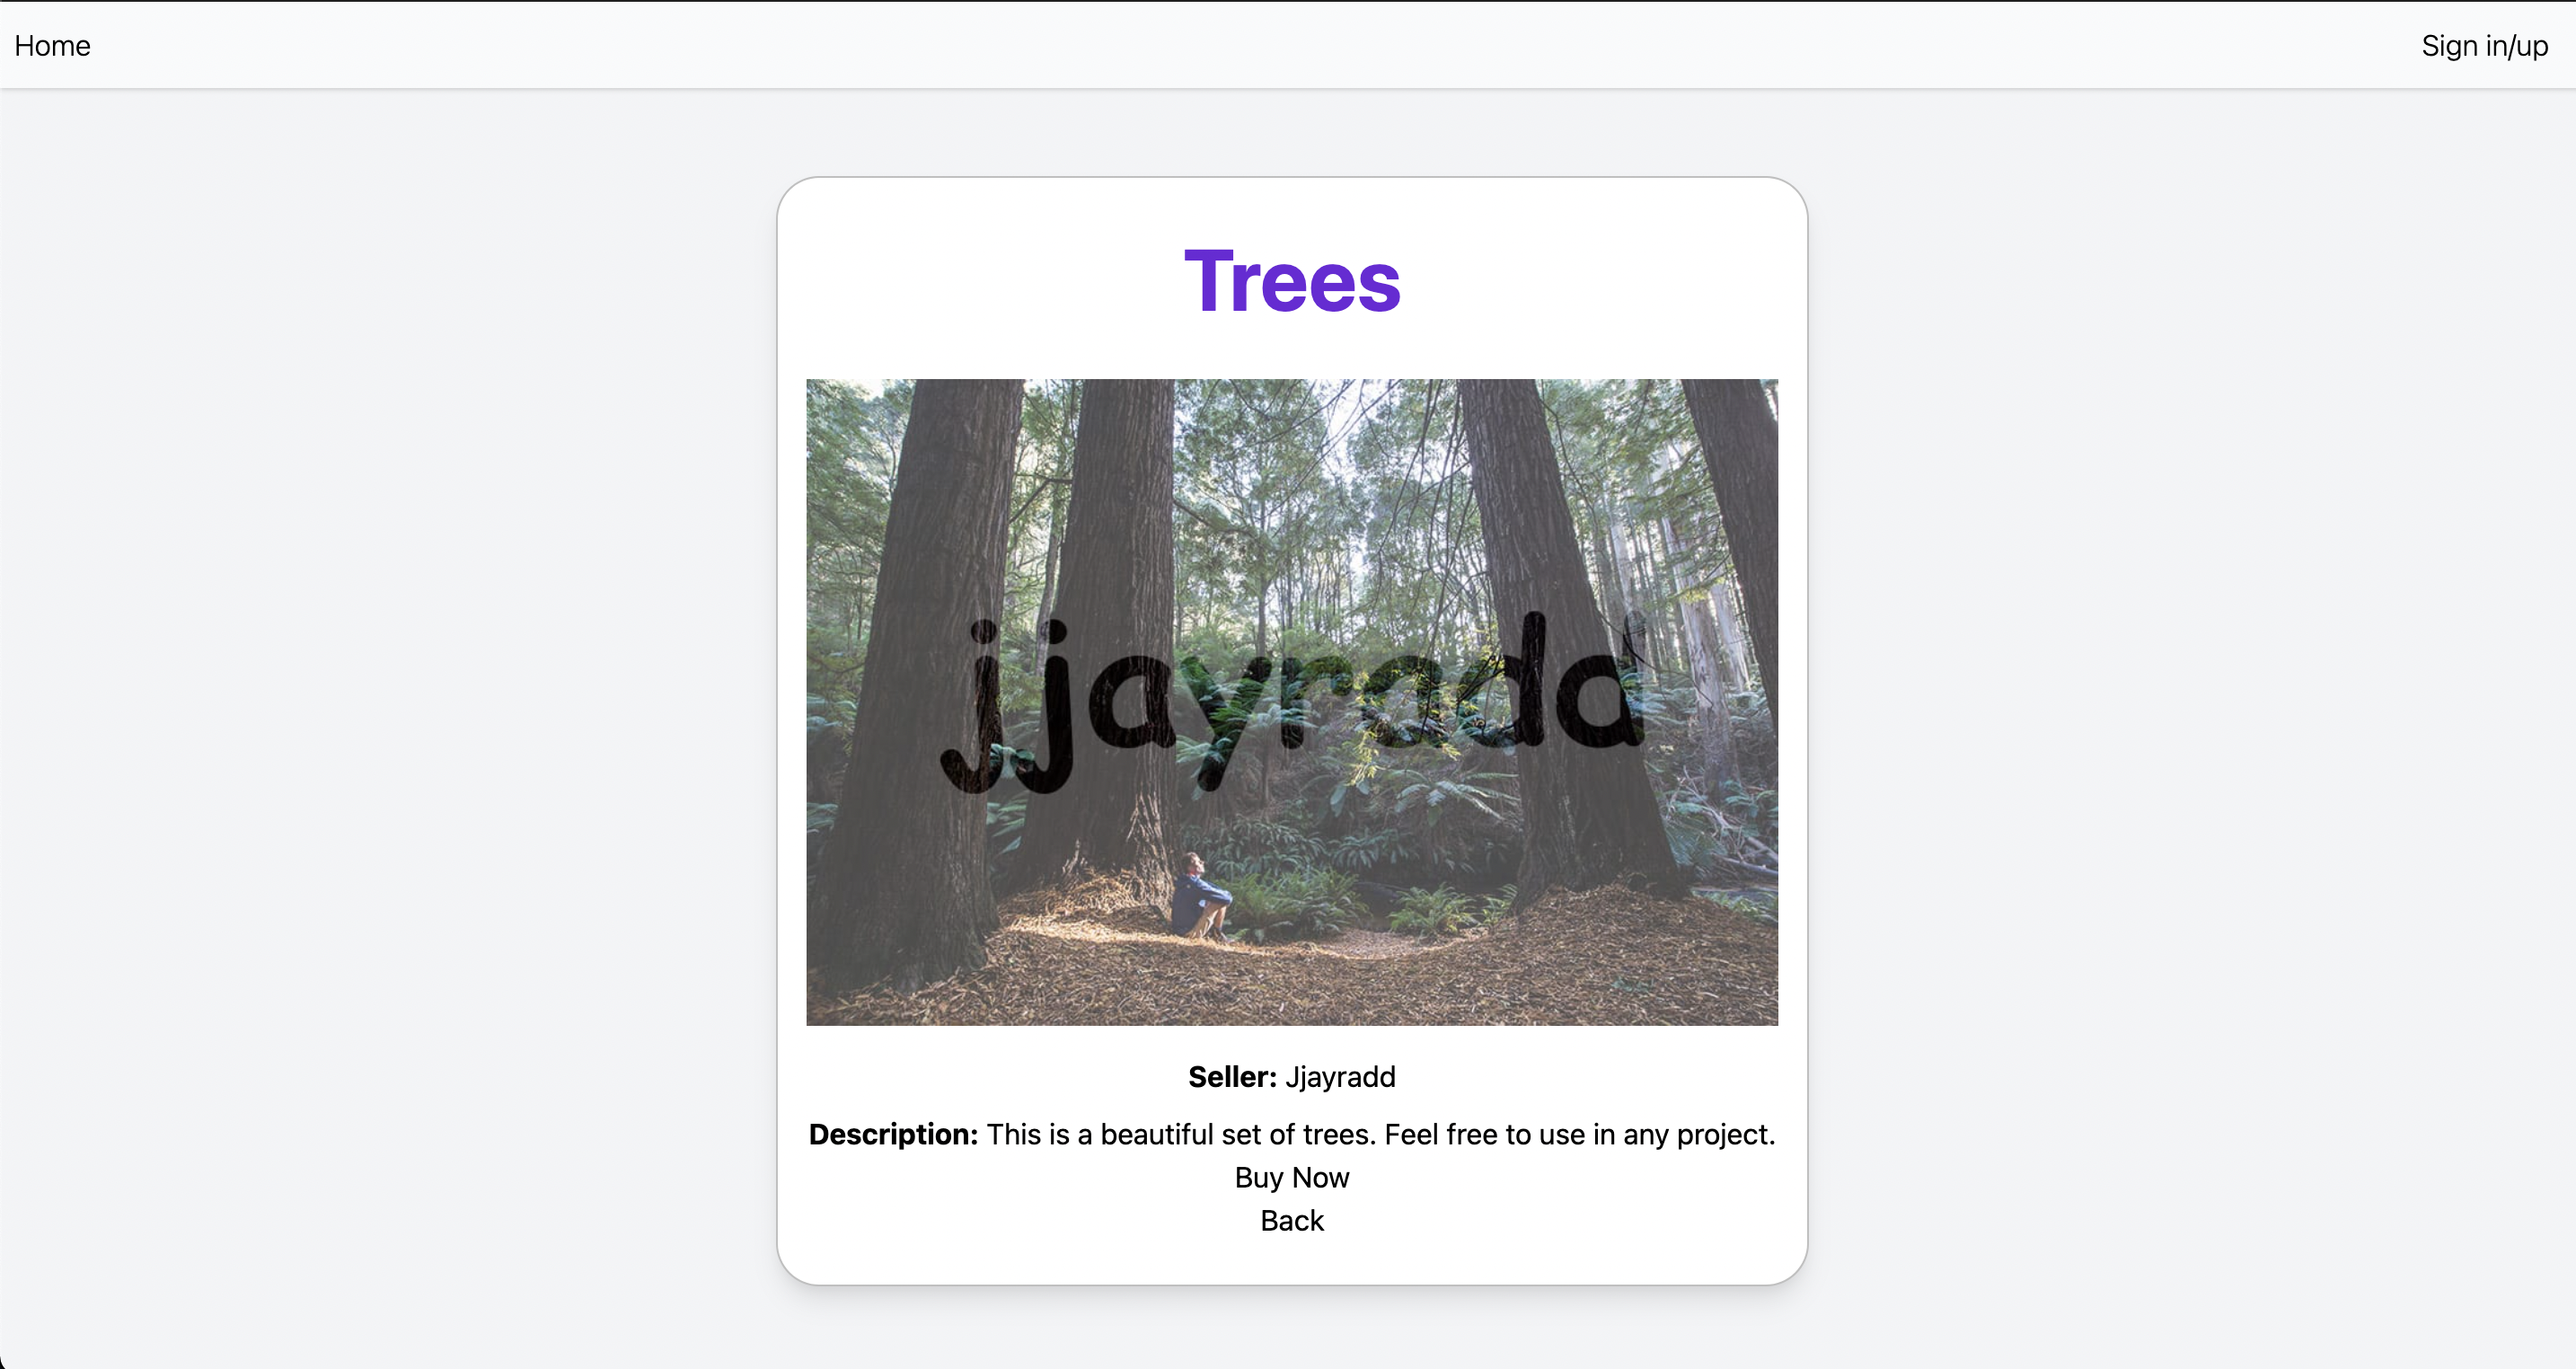 Home
Sign in/up
Trees
jjayradd
Seller: Jjayradd
Description: This is a beautiful set of trees. Feel free to use in any project.
Buy Now
Back